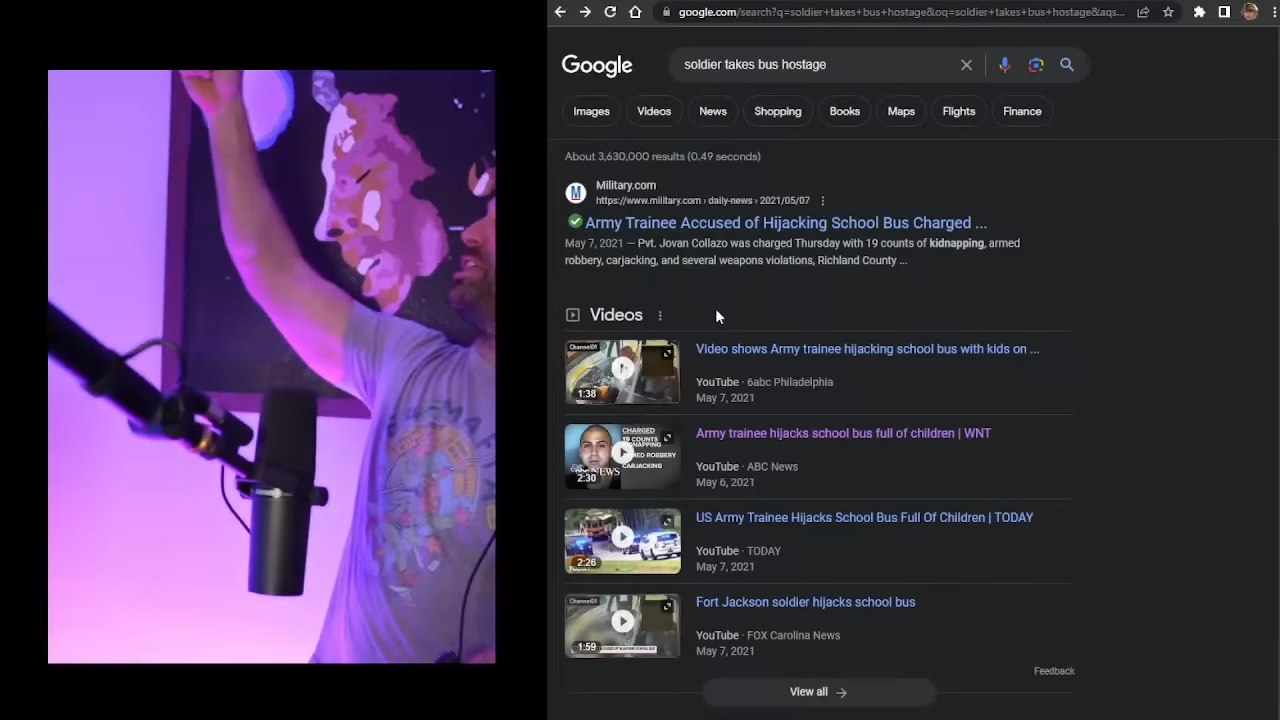 google.com/search?q=soldier+takes+bus+hostage&oq=soldier+takes+bus+hostage&aqs...
Google
soldier takes bus hostage
Images
Videos
News
Shopping
Books
Maps
Flights
Finance
About 3,630,000 results (0.49 seconds)
M
Military.com
https://www.military.com › daily-news › 2021/05/07
Army Trainee Accused of Hijacking School Bus Charged ...
May 7, 2021 — Pvt. Jovan Collazo was charged Thursday with 19 counts of kidnapping, armed
robbery, carjacking, and several weapons violations, Richland County ...
Videos
Channel01
1:38
Video shows Army trainee hijacking school bus with kids on ...
YouTube · 6abc Philadelphia
May 7, 2021
CHARGED
19 COUNTS
CARJACKING
NEWS
2:30
Army trainee hijacks school bus full of children | WNT
YouTube · ABC News
May 6, 2021
2:26
US Army Trainee Hijacks School Bus Full Of Children | TODAY
YouTube · TODAY
May 7, 2021
Channel01
1:59
Fort Jackson soldier hijacks school bus
YouTube · FOX Carolina News
May 7, 2021
Feedback
View all